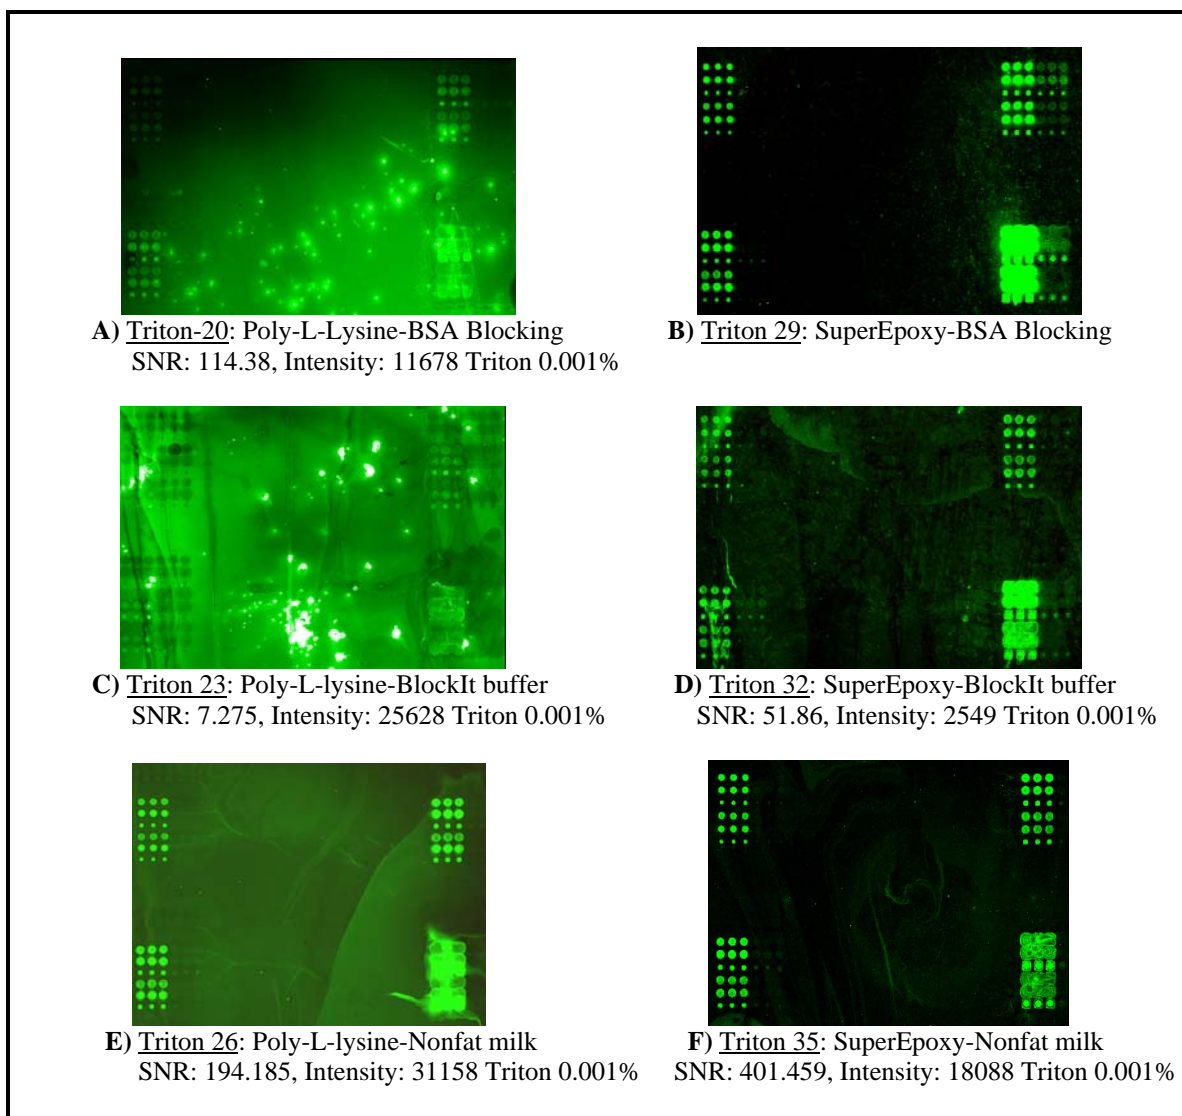 A) Triton-20: Poly-L-Lysine-BSA Blocking
SNR: 114.38, Intensity: 11678 Triton 0.001%
B) Triton 29: SuperEpoxy-BSA Blocking
C) Triton 23: Poly-L-lysine-BlockIt buffer
SNR: 7.275, Intensity: 25628 Triton 0.001%
D) Triton 32: SuperEpoxy-BlockIt buffer
SNR: 51.86, Intensity: 2549 Triton 0.001%
E) Triton 26: Poly-L-lysine-Nonfat milk
SNR: 194.185, Intensity: 31158 Triton 0.001%
F) Triton 35: SuperEpoxy-Nonfat milk
SNR: 401.459, Intensity: 18088 Triton 0.001%